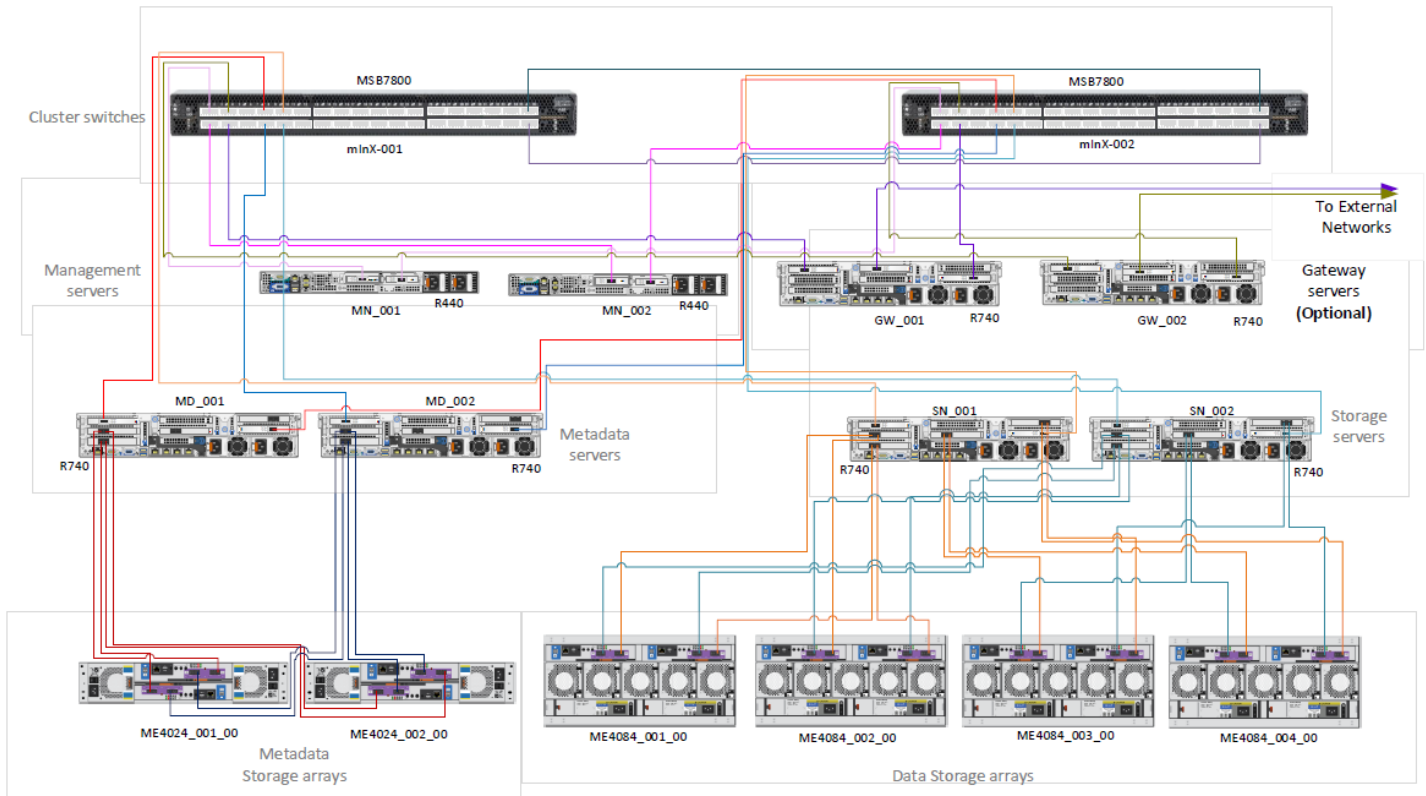 MSB7800
MSB7800
Cluster switches
mlnX-001
mlnX-002
To External
Networks
Management
servers
Gateway
servers
(Optional)
MN_001
R440
MN_002
R440
GW_001
R740
GW_002
R740
MD_001
MD_002
SN_001
SN_002
Storage
servers
Metadata
servers
R740
R740
R740
R740
ME4024_001_00
ME4024_002_00
ME4084_001_00
ME4084_002_00
ME4084_003_00
ME4084_004_00
Metadata
Storage arrays
Data Storage arrays